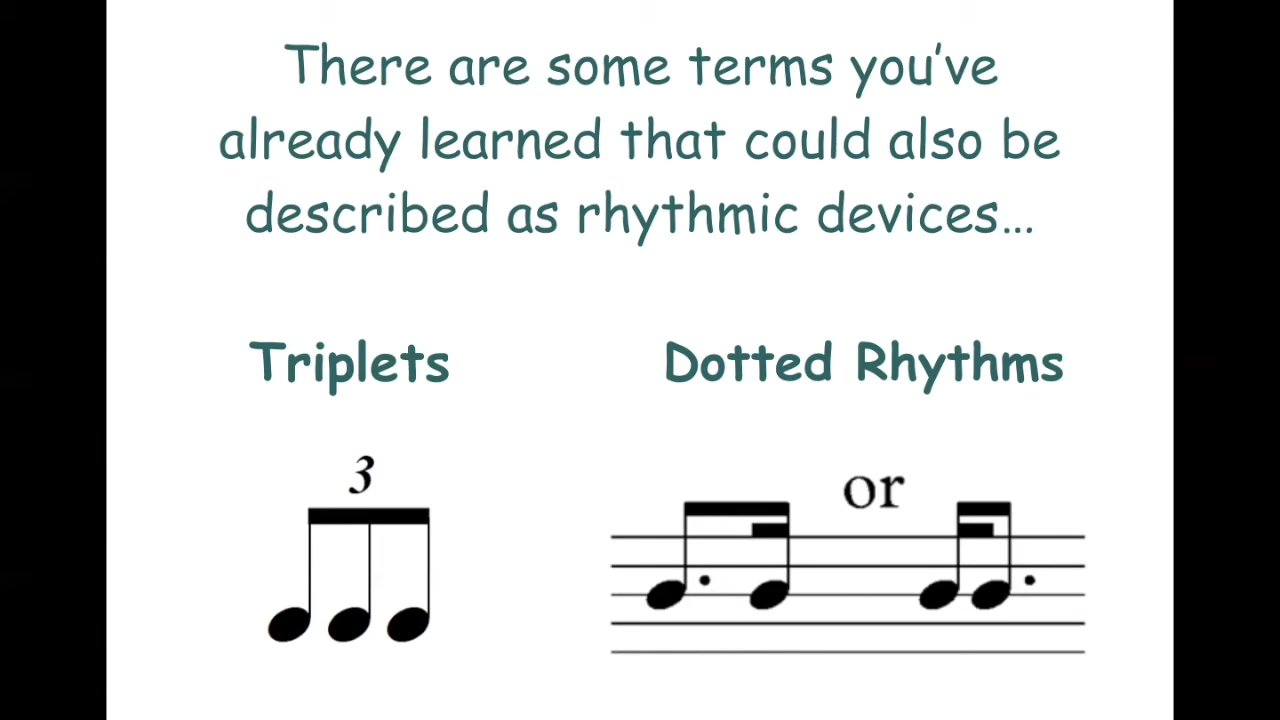 There are some terms you've
already learned that could also be
described as rhythmic devices...
Triplets
Dotted Rhythms
3
or